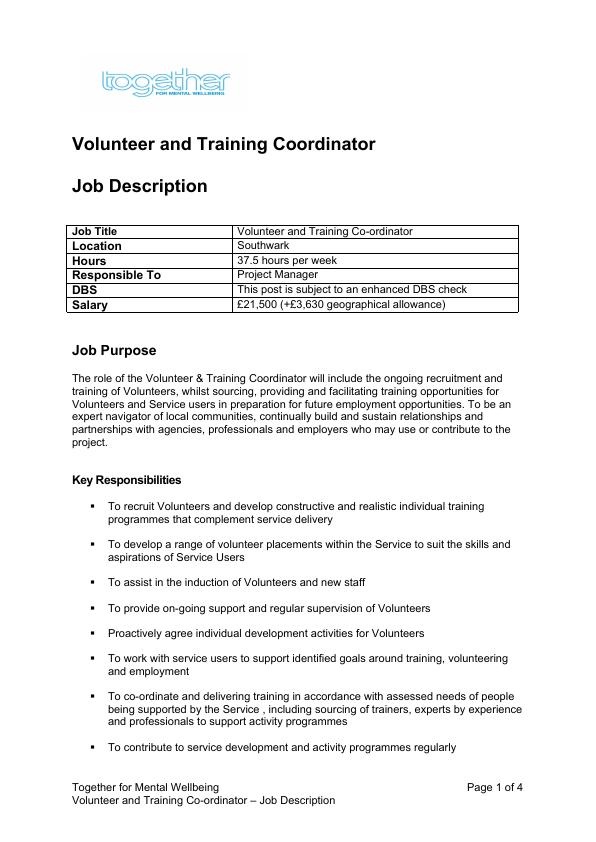 together
FOR MENTAL WELLBEING
Volunteer and Training Coordinator
Job Description
Job Title Volunteer and Training Co-ordinator
Location Southwark
Hours 37.5 hours per week
Responsible To Project Manager
DBS This post is subject to an enhanced DBS check
Salary £21,500 (+£3,630 geographical allowance)
Job Purpose
The role of the Volunteer & Training Coordinator will include the ongoing recruitment and
training of Volunteers, whilst sourcing, providing and facilitating training opportunities for
Volunteers and Service users in preparation for future employment opportunities. To be an
expert navigator of local communities, continually build and sustain relationships and
partnerships with agencies, professionals and employers who may use or contribute to the
project.
Key Responsibilities
▪ To recruit Volunteers and develop constructive and realistic individual training
programmes that complement service delivery
▪ To develop a range of volunteer placements within the Service to suit the skills and
aspirations of Service Users
▪ To assist in the induction of Volunteers and new staff
▪ To provide on-going support and regular supervision of Volunteers
▪ Proactively agree individual development activities for Volunteers
▪ To work with service users to support identified goals around training, volunteering
and employment
▪ To co-ordinate and delivering training in accordance with assessed needs of people
being supported by the Service , including sourcing of trainers, experts by experience
and professionals to support activity programmes
▪ To contribute to service development and activity programmes regularly
Together for Mental Wellbeing Page 1 of 4
Volunteer and Training Co-ordinator – Job Description